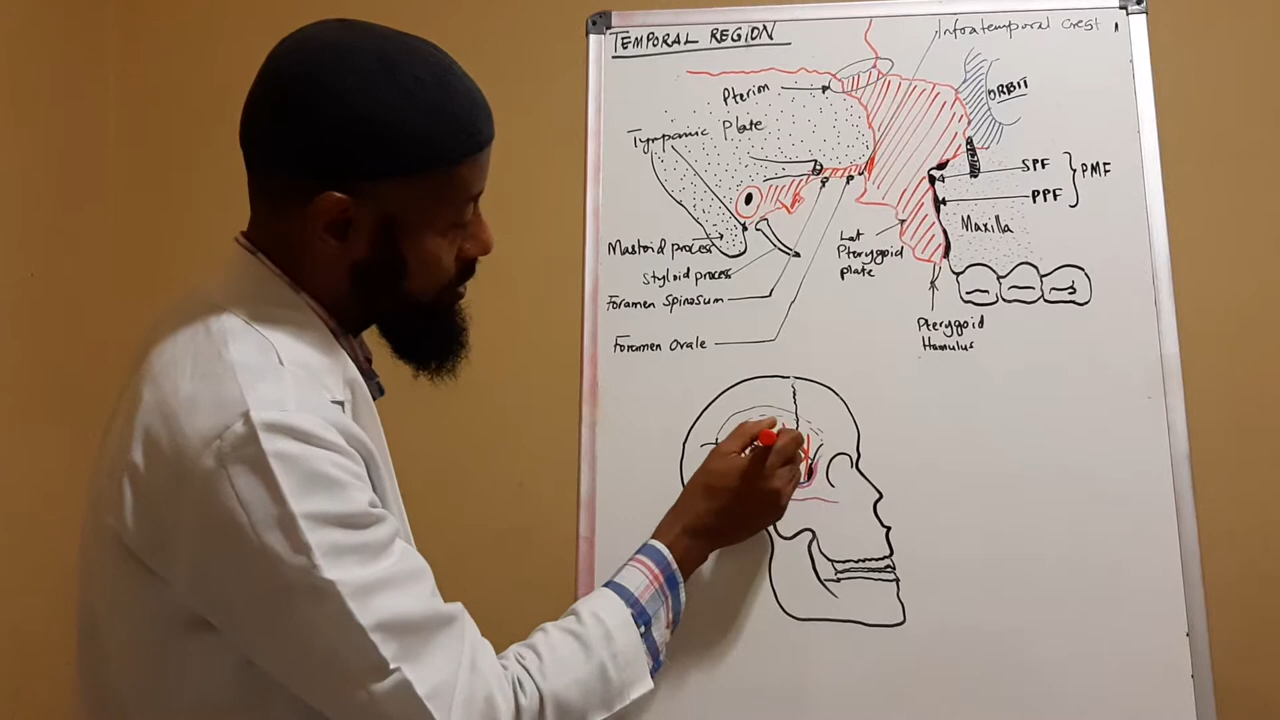 TEMPORAL REGION
Infratemporal Crest
Pterion
ORBIT
Tympanic Plate
SPF
PMF
PPF
Maxilla
Mastoid process
Lat
Pterygoid
plate
Styloid process
Foramen Spinosum
Foramen Ovale
Pterygoid
Hamulus